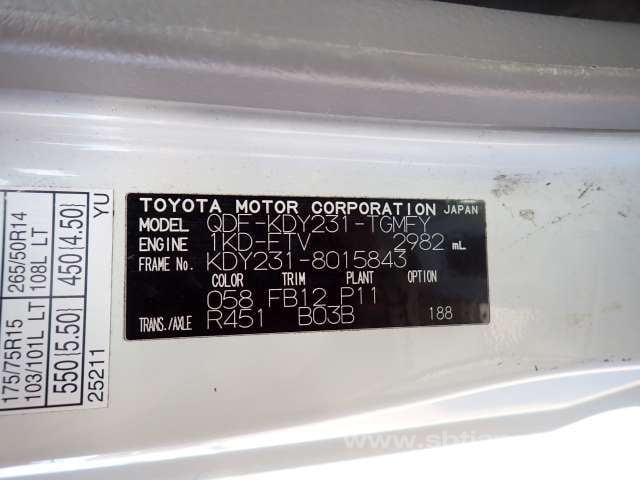 TOYOTA MOTOR CORPORATION JAPAN
MODEL QDF-KDY231-TGMFY
ENGINE 1KD-FTV 2982 mL
FRAME No. KDY231-8015843
COLOR TRIM PLANT OPTION
058 FB12 P11
TRANS./AXLE R451 B03B 188
175/75R15 265/50R14
103/101L LT 108L LT
550[5.50] 450[4.50]
25211 YU